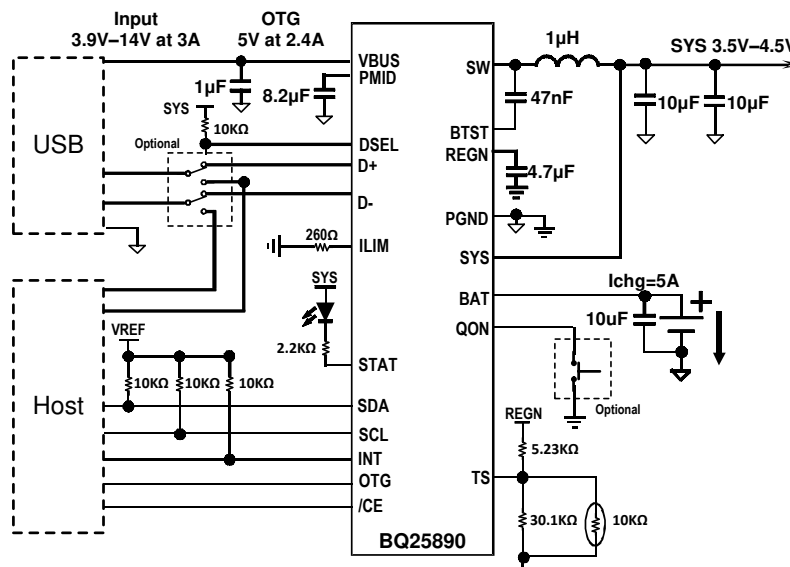 Input
3.9V–14V at 3A
OTG
5V at 2.4A
VBUS
PMID
1µF
8.2µF
SYS
10KΩ
DSEL
Optional
D+
D-
USB
260Ω
ILIM
SYS
2.2KΩ
STAT
VREF
10KΩ
10KΩ
10KΩ
Host
SDA
SCL
INT
OTG
/CE
SW
1µH
SYS 3.5V–4.5V
47nF
10µF
10µF
BTST
REGN
4.7µF
PGND
SYS
BAT
Ichg=5A
QON
10uF
Optional
REGN
5.23KΩ
TS
30.1KΩ
10KΩ
BQ25890